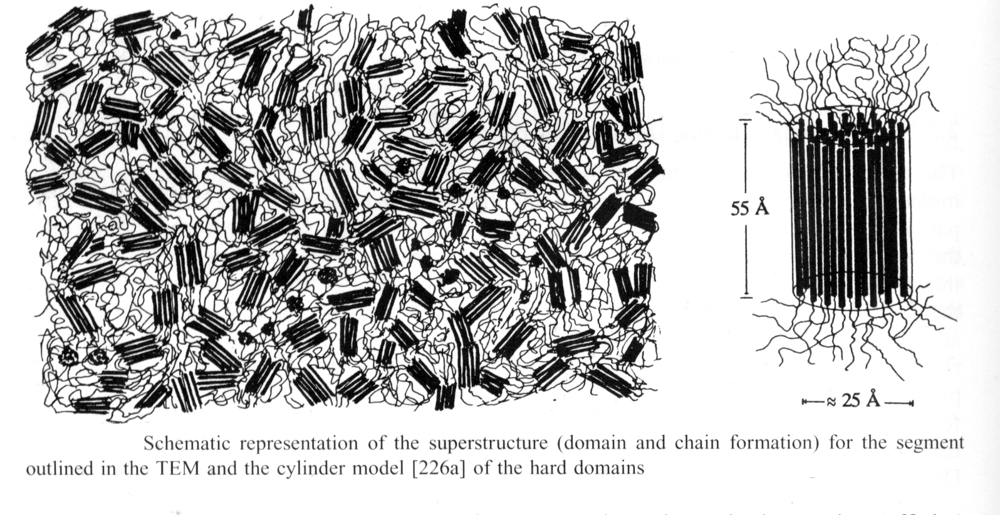 55 Å
≈ 25 Å
Schematic representation of the superstructure (domain and chain formation) for the segment
outlined in the TEM and the cylinder model [226a] of the hard domains